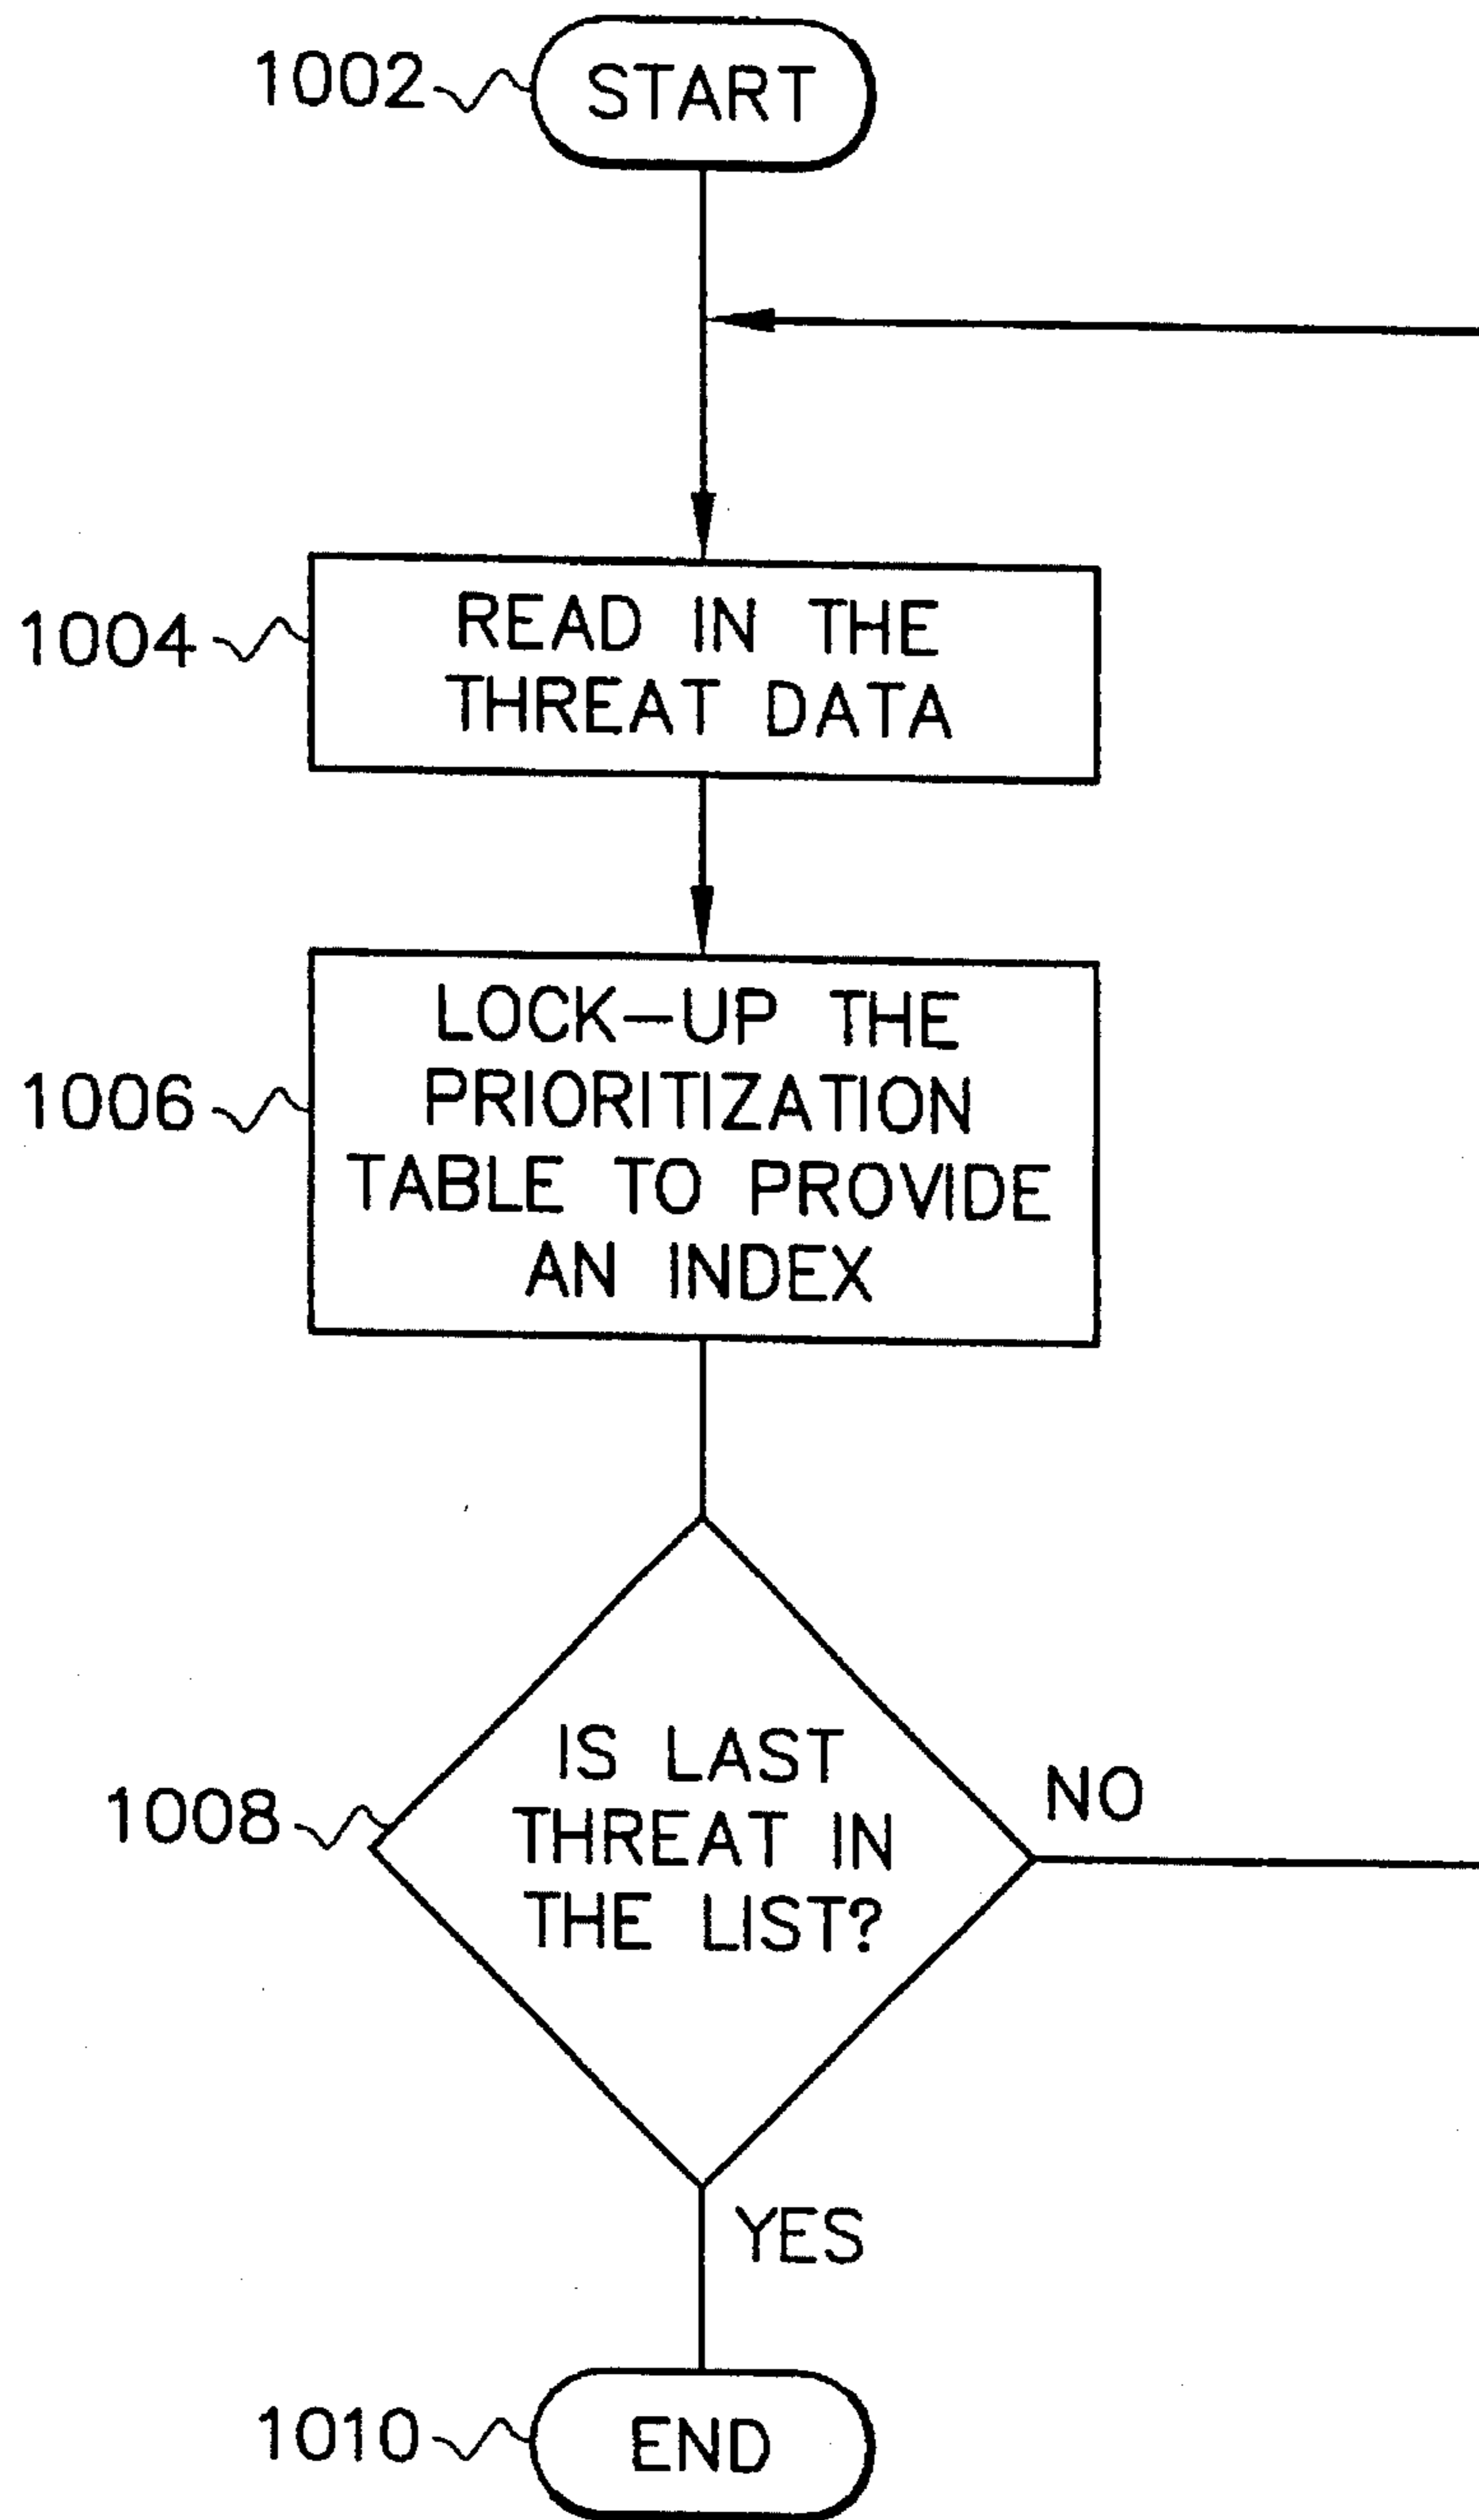 1002
START
1004
READ IN THE
THREAT DATA
1006
LOCK-UP THE
PRIORITIZATION
TABLE TO PROVIDE
AN INDEX
1008
IS LAST
THREAT IN
THE LIST?
NO
YES
1010
END